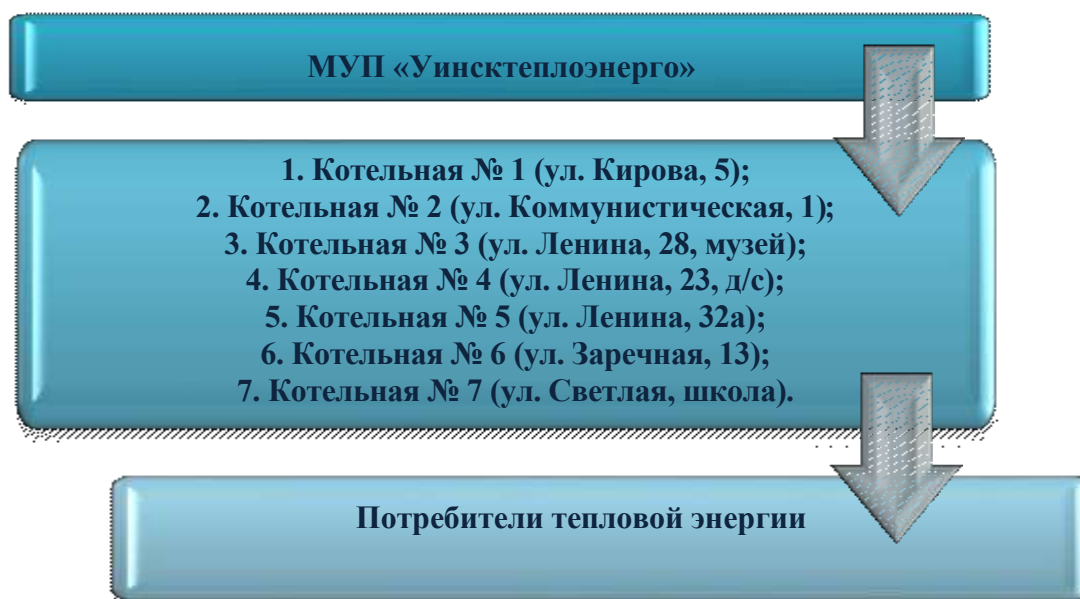 МУП «Уинсктеплоэнерго»
1. Котельная № 1 (ул. Кирова, 5);
2. Котельная № 2 (ул. Коммунистическая, 1);
3. Котельная № 3 (ул. Ленина, 28, музей);
4. Котельная № 4 (ул. Ленина, 23, д/с);
5. Котельная № 5 (ул. Ленина, 32а);
6. Котельная № 6 (ул. Заречная, 13);
7. Котельная № 7 (ул. Светлая, школа).
Потребители тепловой энергии